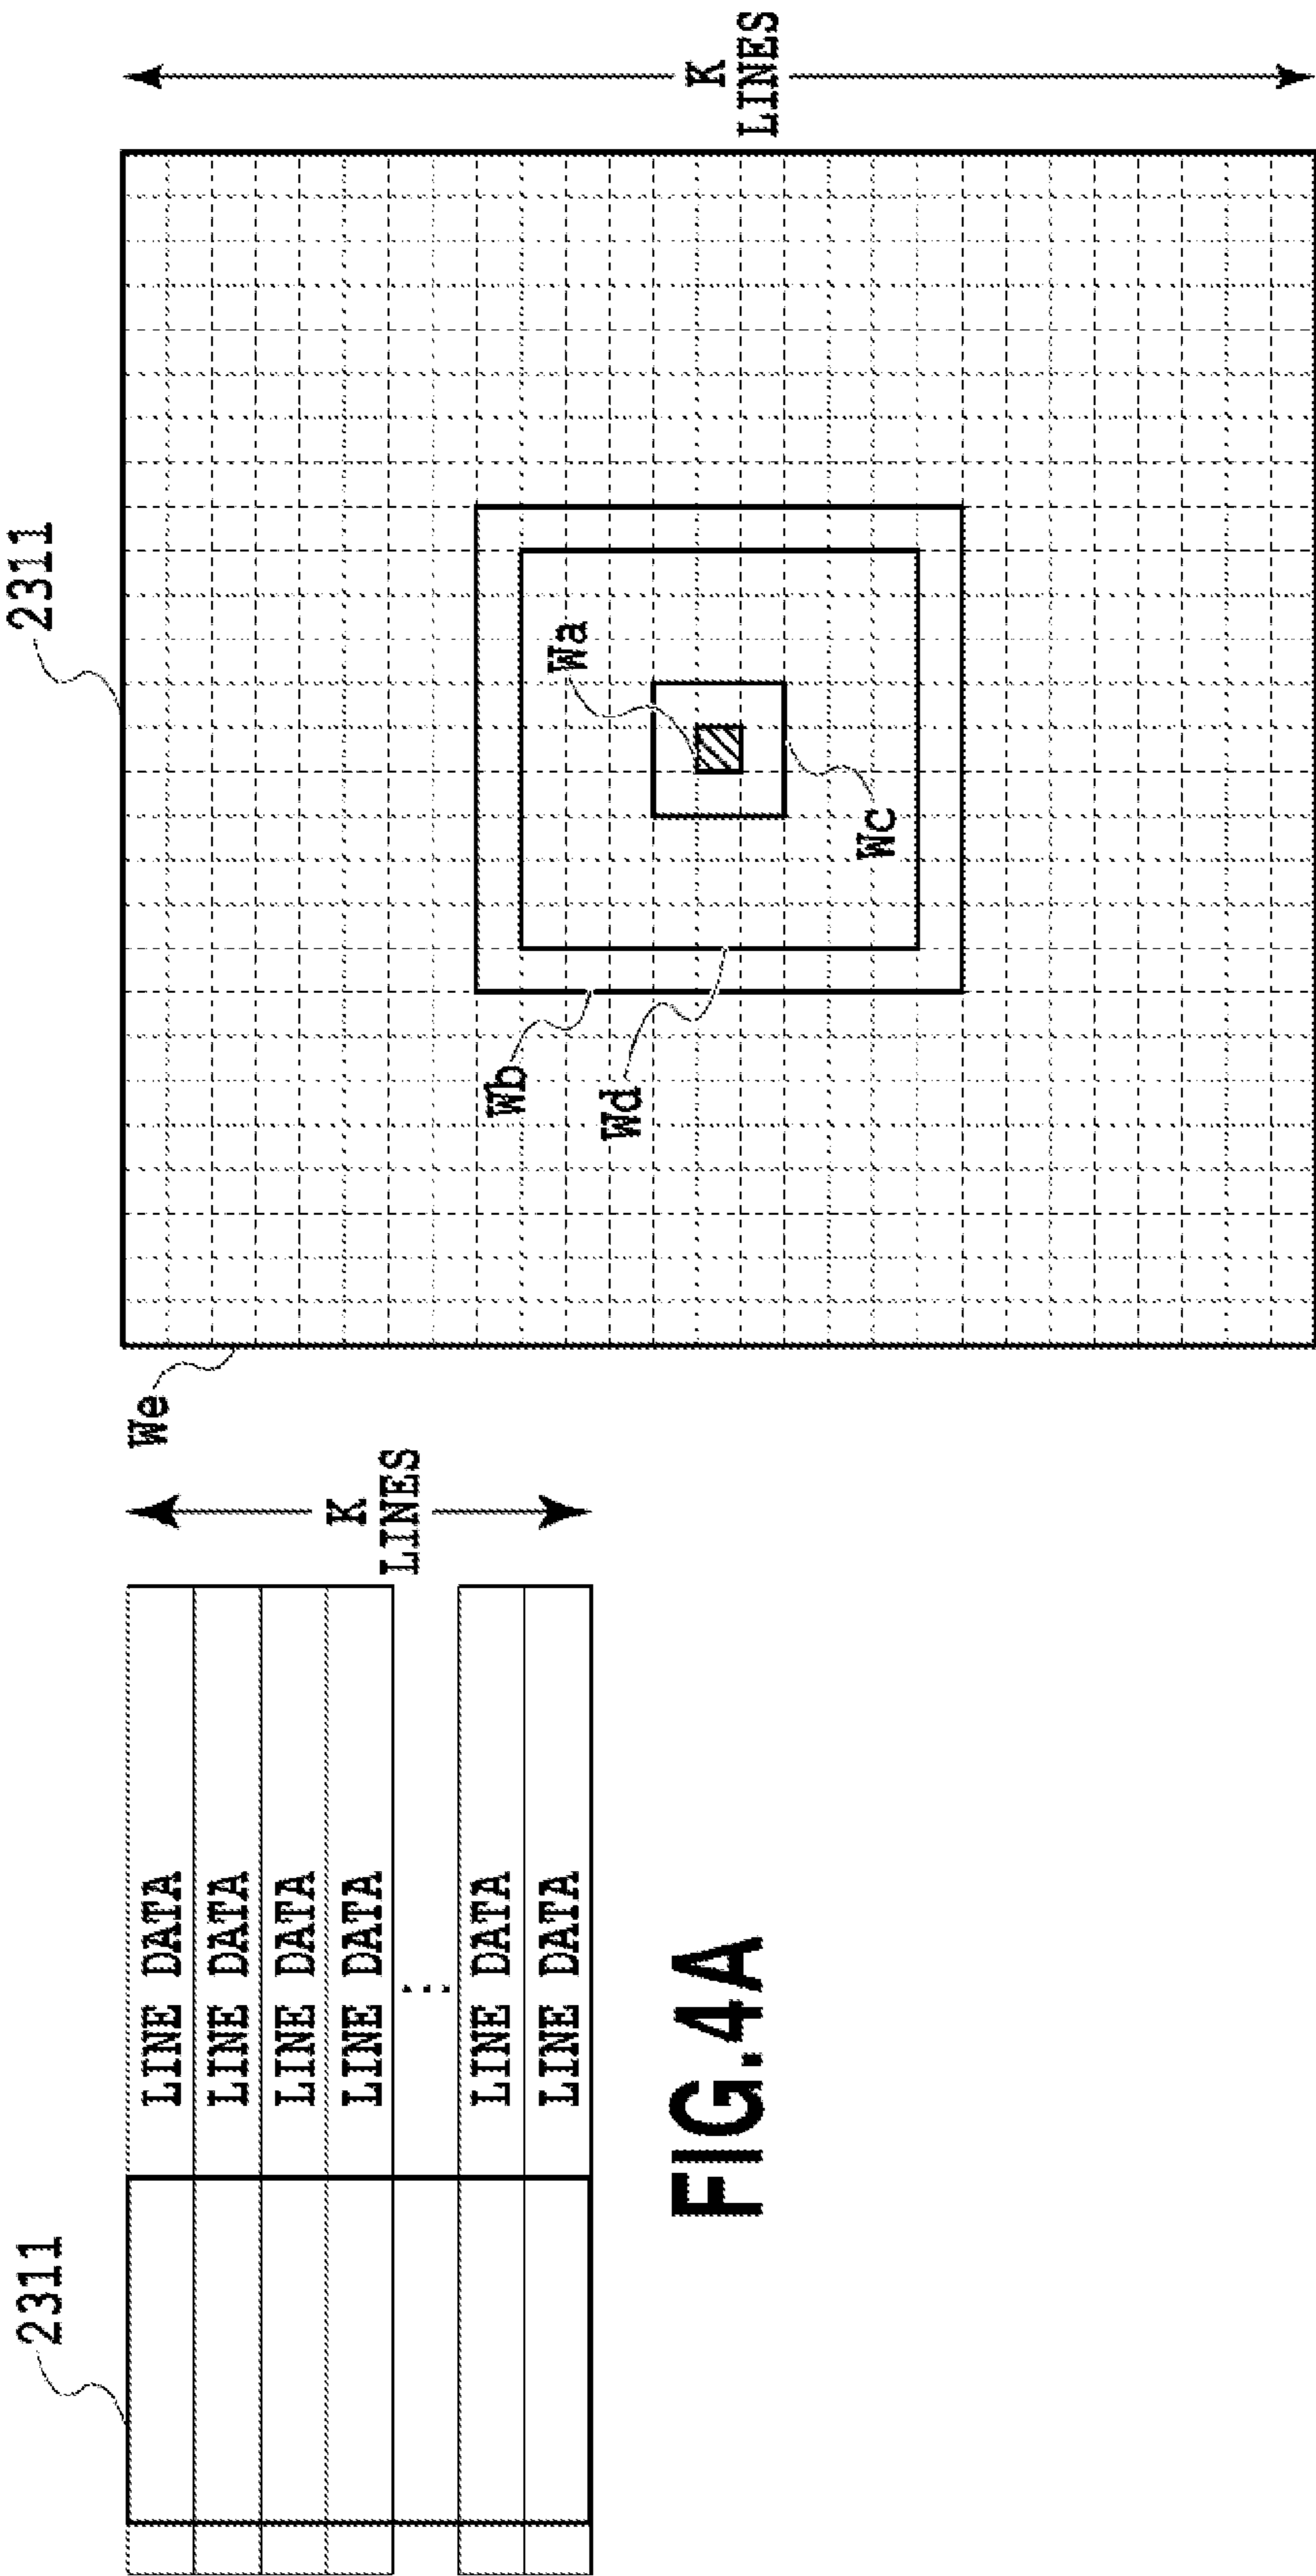 2311
LINE DATA
LINE DATA
LINE DATA
LINE DATA
⋮
LINE DATA
LINE DATA
K
LINES
FIG.4A
2311
We
Wb
Wd
Wa
Wc
K
LINES